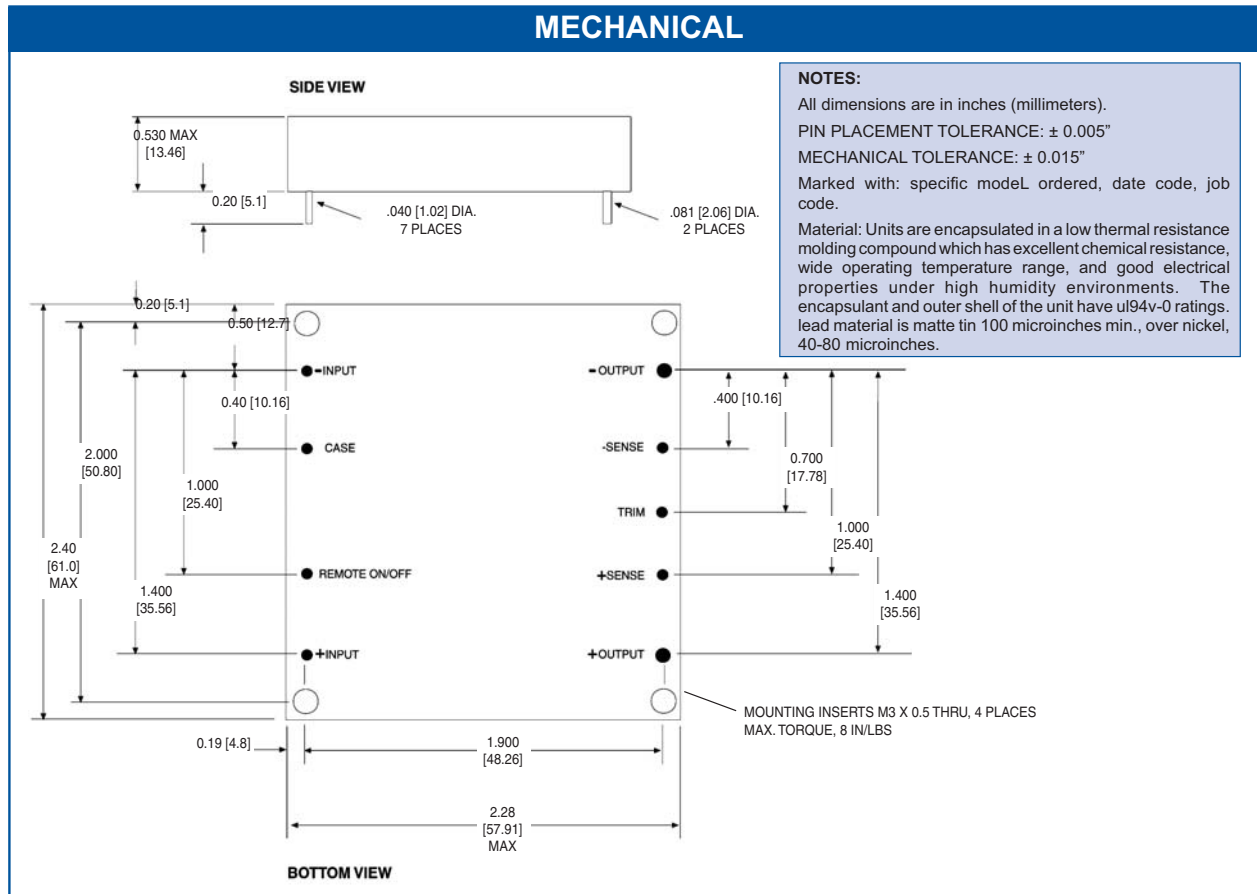 MECHANICAL
SIDE VIEW
0.530 MAX
[13.46]
0.20 [5.1]
.040 [1.02] DIA.
7 PLACES
.081 [2.06] DIA.
2 PLACES
NOTES:
All dimensions are in inches (millimeters).
PIN PLACEMENT TOLERANCE: ± 0.005”
MECHANICAL TOLERANCE: ± 0.015”
Marked with: specific modeL ordered, date code, job
code.
Material: Units are encapsulated in a low thermal resistance
molding compound which has excellent chemical resistance,
wide operating temperature range, and good electrical
properties under high humidity environments. The
encapsulant and outer shell of the unit have ul94v-0 ratings.
lead material is matte tin 100 microinches min., over nickel,
40-80 microinches.
0.20 [5.1]
0.50 [12.7]
-INPUT
-OUTPUT
0.40 [10.16]
.400 [10.16]
CASE
-SENSE
2.000
[50.80]
0.700
[17.78]
1.000
[25.40]
TRIM
1.000
[25.40]
2.40
[61.0]
MAX
REMOTE ON/OFF
+SENSE
1.400
[35.56]
1.400
[35.56]
+INPUT
+OUTPUT
MOUNTING INSERTS M3 X 0.5 THRU, 4 PLACES
MAX. TORQUE, 8 IN/LBS
0.19 [4.8]
1.900
[48.26]
2.28
[57.91]
MAX
BOTTOM VIEW